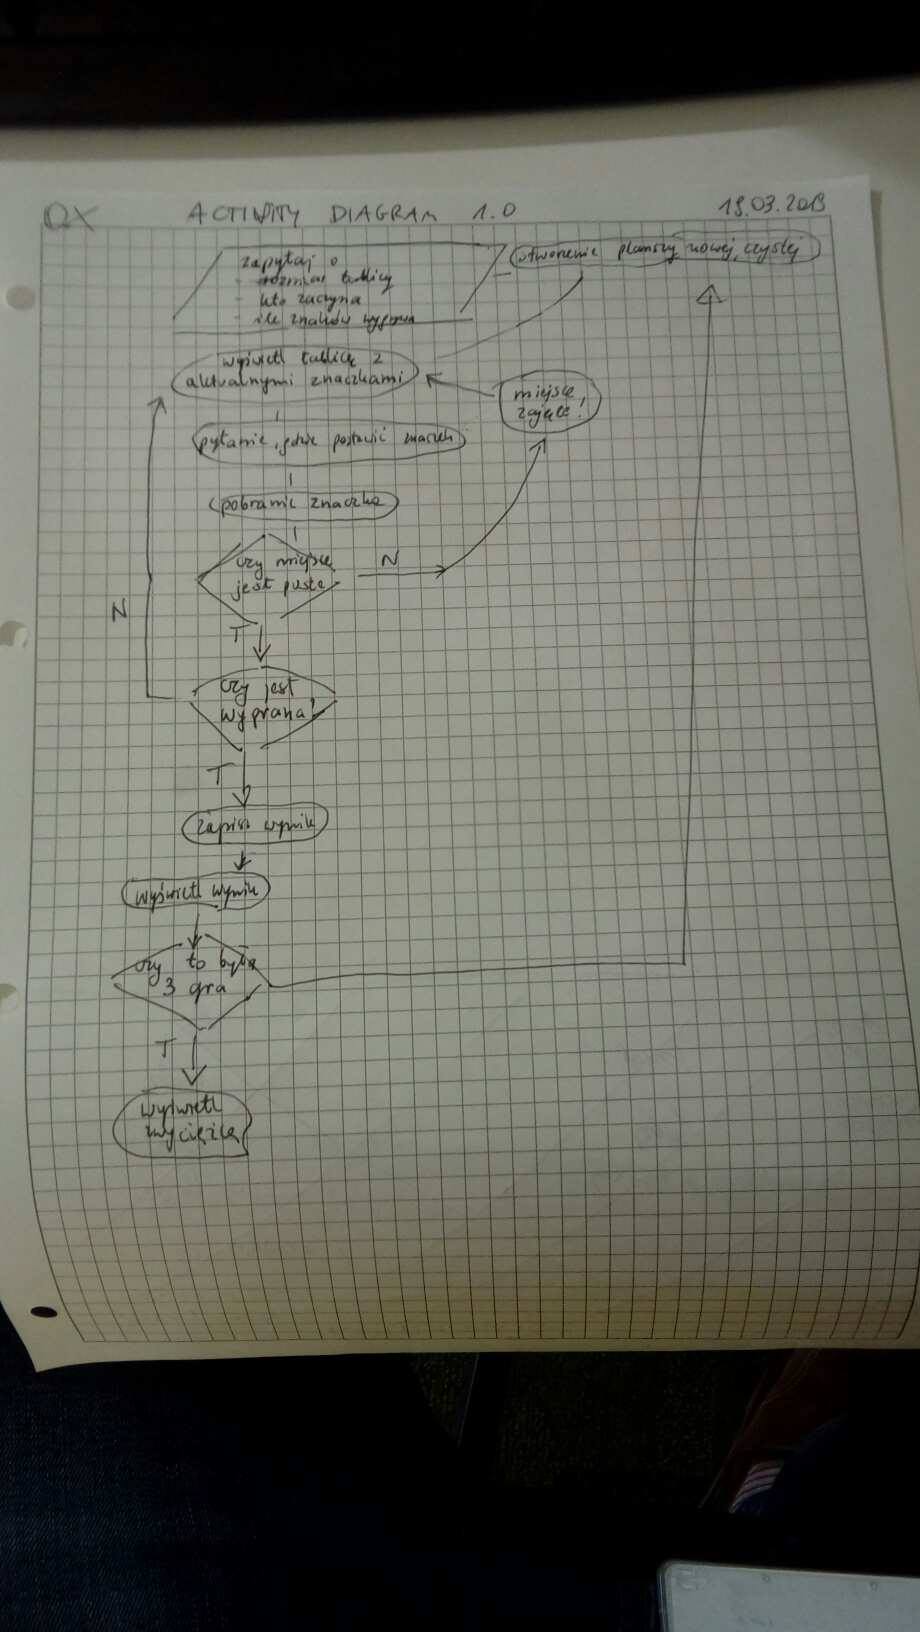 OX ACTIVITY DIAGRAM 1.0 19.03.2019
zapytaj o
- rozmiar tablicy
- kto zaczyna
- ile znaków wygrywa
utworzenie planszy nowej, czystej
wyświetl tablicę z
aktualnymi znaczkami
miejsce
zajęte!
pytanie, gdzie postawić znaczek
pobranie znaczka
czy miejsce
jest puste
N
T
N
czy jest
wygrana?
T
zapisz wynik
wyświetl wynik
czy to była
3 gra
T
wyświetl
zwycięzcę